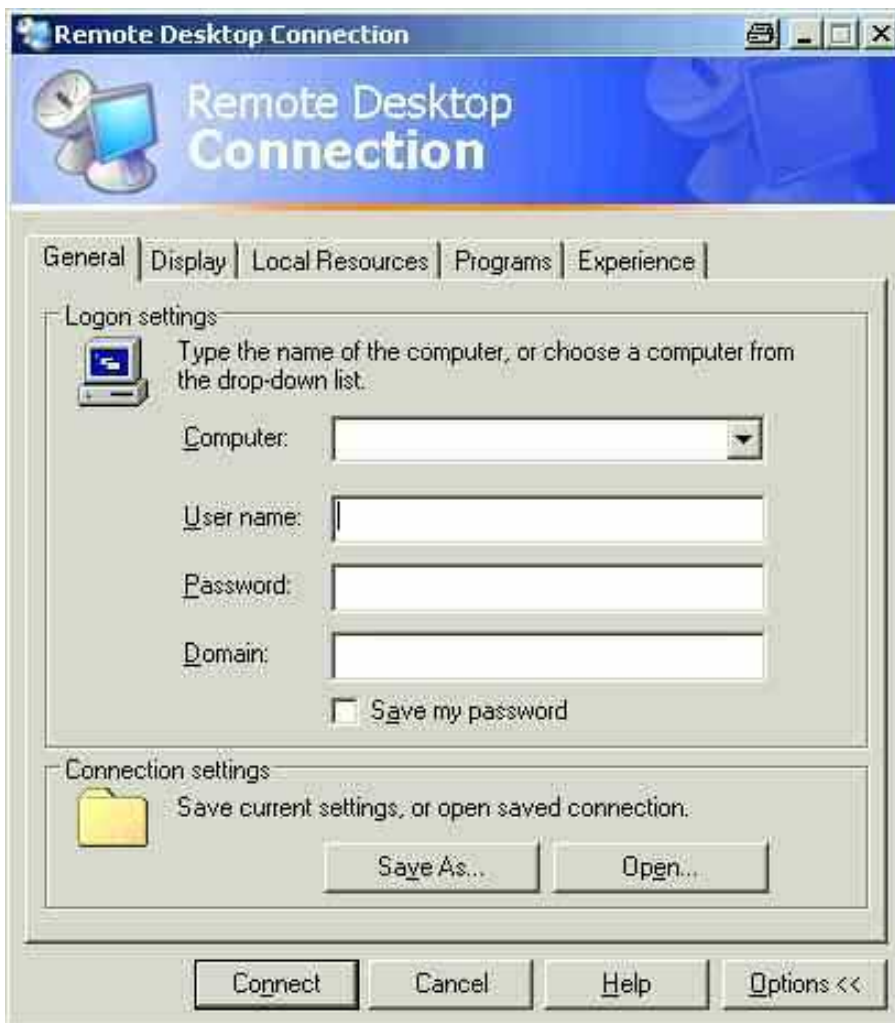 Remote Desktop Connection
Remote Desktop
Connection
General Display Local Resources Programs Experience
Logon settings
Type the name of the computer, or choose a computer from
the drop-down list.
Computer:
User name:
Password:
Domain:
Save my password
Connection settings
Save current settings, or open saved connection.
Save As... Open...
Connect Cancel Help Options <<